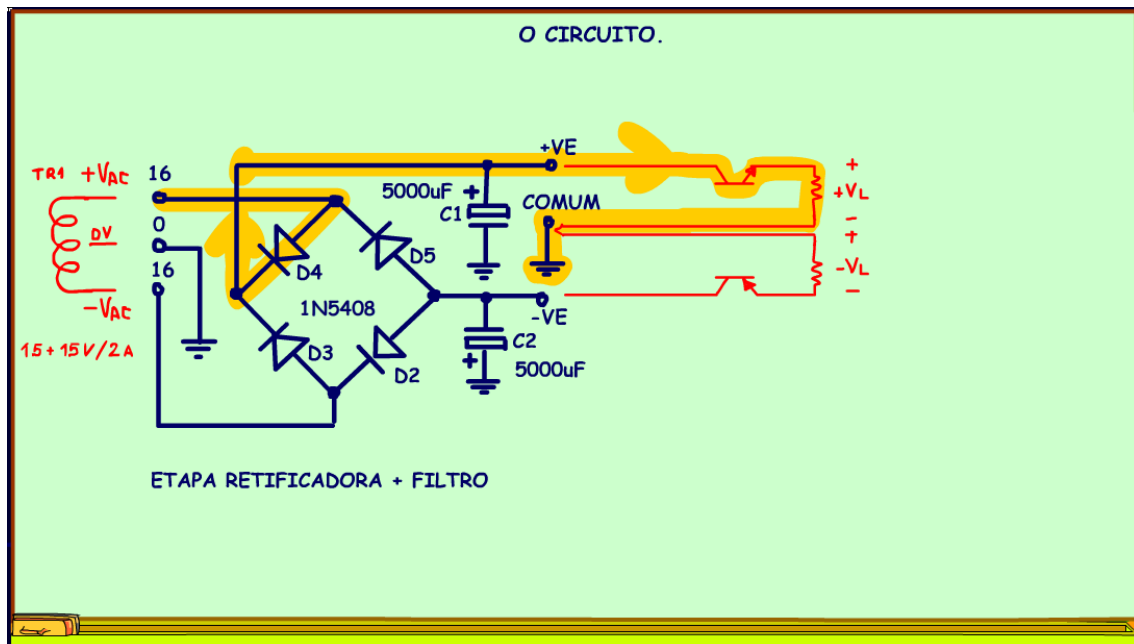 O CIRCUITO.
TR1 +VAC 16
0V 0
16
-VAC
15+15V/2A
D4
D5
1N5408
D3
D2
+VE
5000uF +
C1
COMUM
-VE
C2
+
5000uF
+
+VL
-
+
-VL
-
ETAPA RETIFICADORA + FILTRO